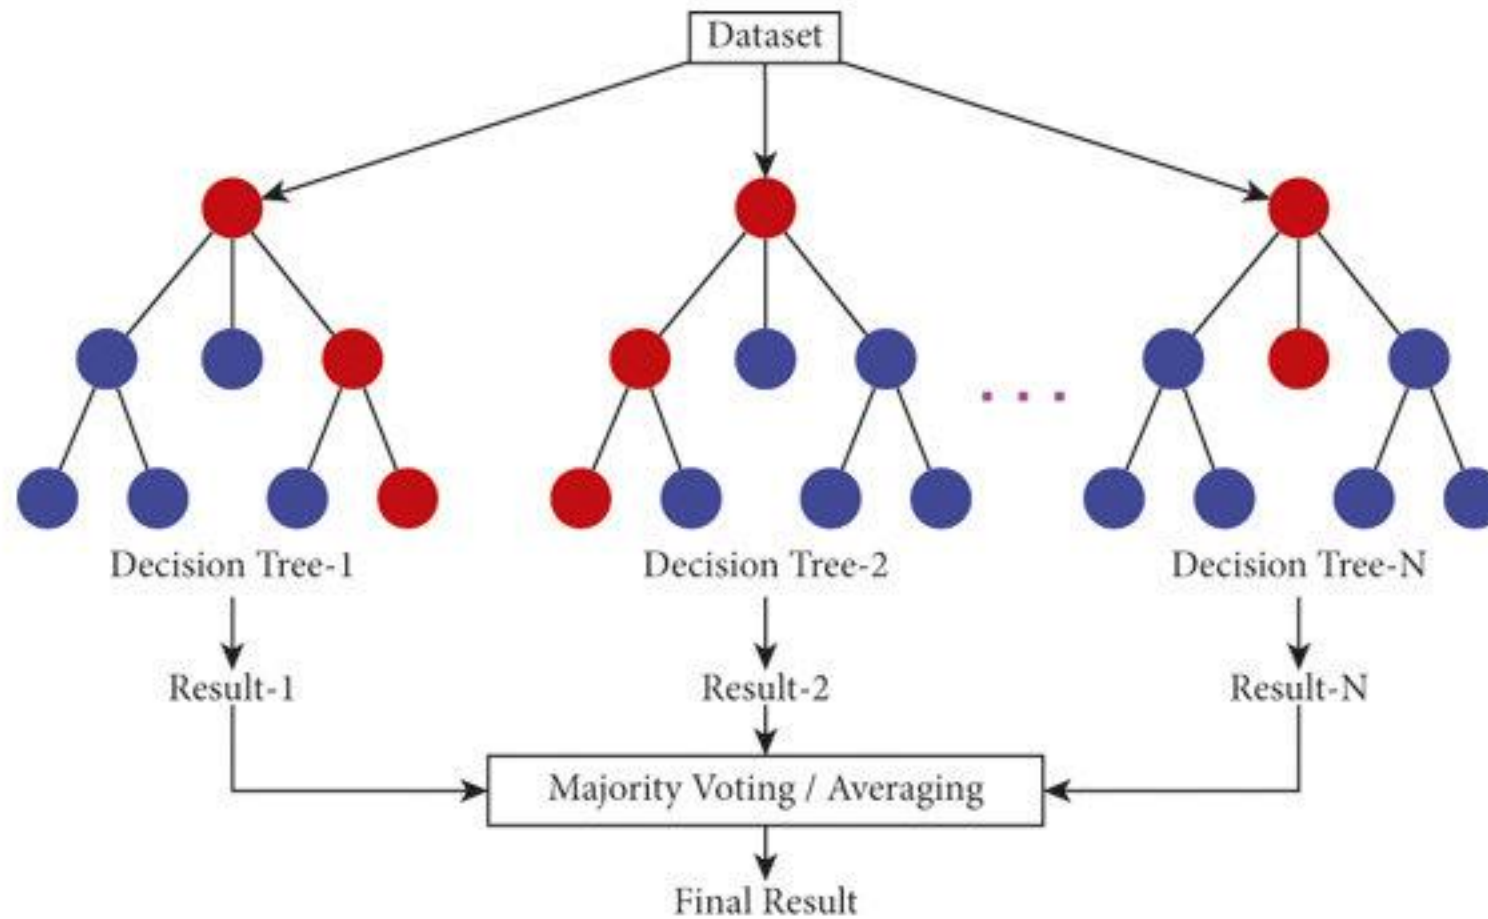 Dataset
Decision Tree-1
Decision Tree-2
Decision Tree-N
Result-1
Result-2
Result-N
Majority Voting / Averaging
Final Result